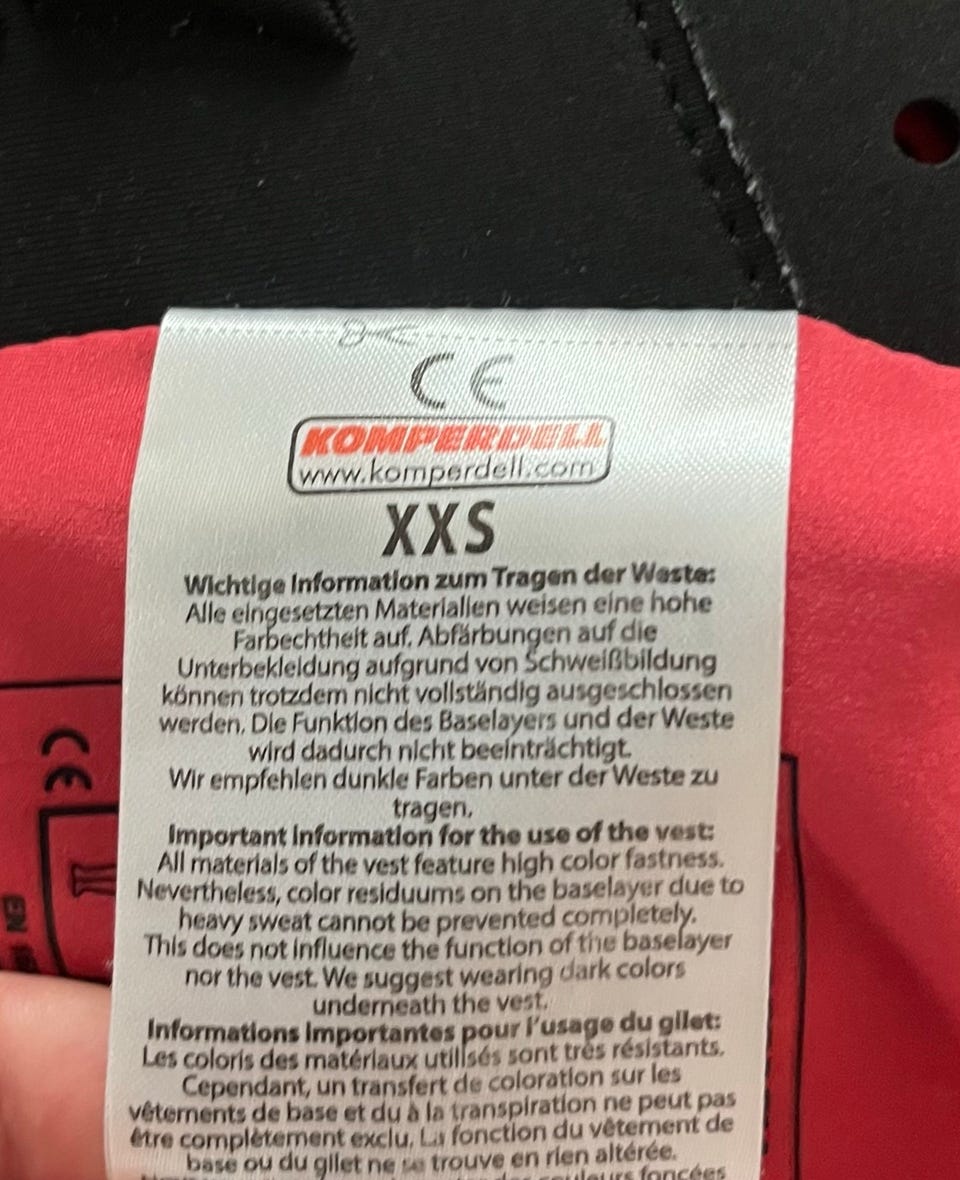 CE
KOMPERDELL
www.komperdell.com
XXS
Wichtige Information zum Tragen der Weste:
Alle eingesetzten Materialien weisen eine hohe
Farbechtheit auf. Abfärbungen auf die
Unterbekleidung aufgrund von Schweißbildung
können trotzdem nicht vollständig ausgeschlossen
werden. Die Funktion des Baselayers und der Weste
wird dadurch nicht beeinträchtigt.
Wir empfehlen dunkle Farben unter der Weste zu
tragen.
Important Information for the use of the vest:
All materials of the vest feature high color fastness.
Nevertheless, color residuums on the baselayer due to
heavy sweat cannot be prevented completely.
This does not influence the function of the baselayer
nor the vest. We suggest wearing dark colors
underneath the vest.
Informations Importantes pour l'usage du gilet:
Les coloris des matériaux utilisés sont très résistants.
Cependant, un transfert de coloration sur les
vêtements de base et du à la transpiration ne peut pas
être complètement exclu. La fonction du vêtement de
base ou du gilet ne se trouve en rien altérée.
foncées
CE
EN